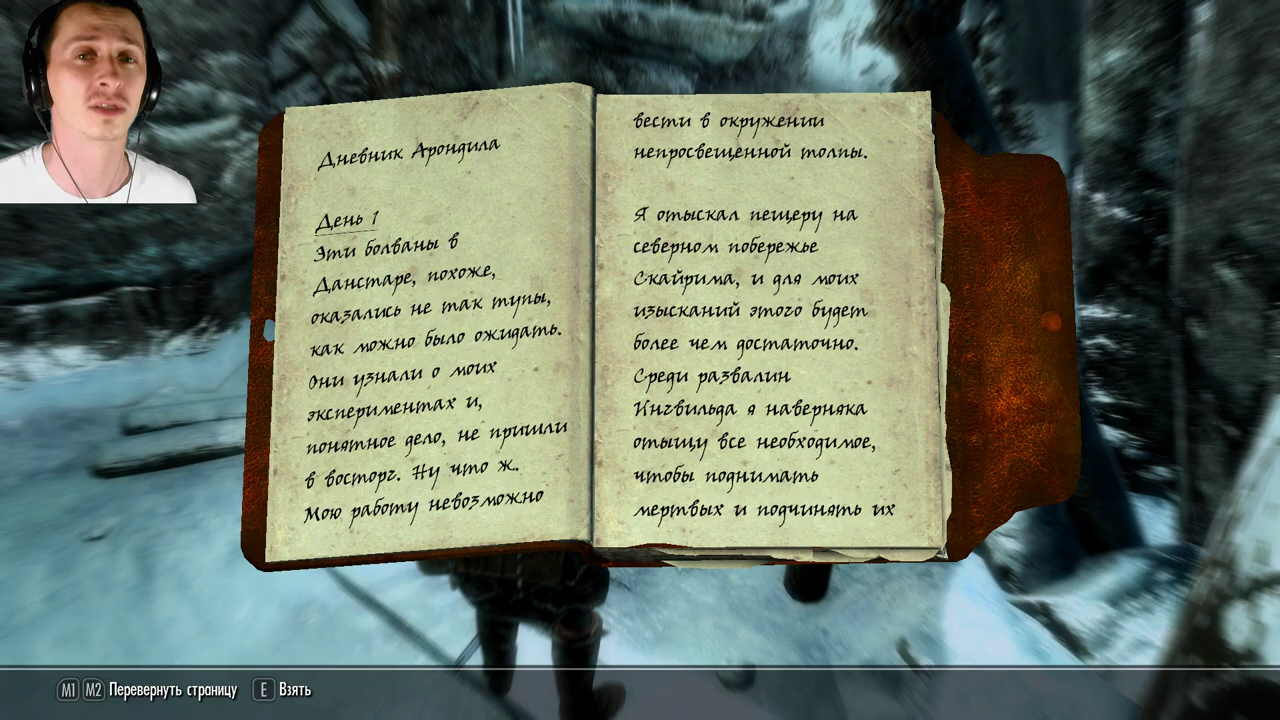 Дневник Арондила
День 1
Эти болваны в
Данстаре, похоже,
оказались не так тупы,
как можно было ожидать.
Они узнали о моих
экспериментах и,
понятное дело, не пришли
в восторг. Ну что ж.
Мою работу невозможно
вести в окружении
непросвещенной толпы.
Я отыскал пещеру на
северном побережье
Скайрима, и для моих
изысканий этого будет
более чем достаточно.
Среди развалин
Ингвильда я наверняка
отыщу все необходимое,
чтобы поднимать
мертвых и подчинять их
M1 M2 Перевернуть страницу E Взять